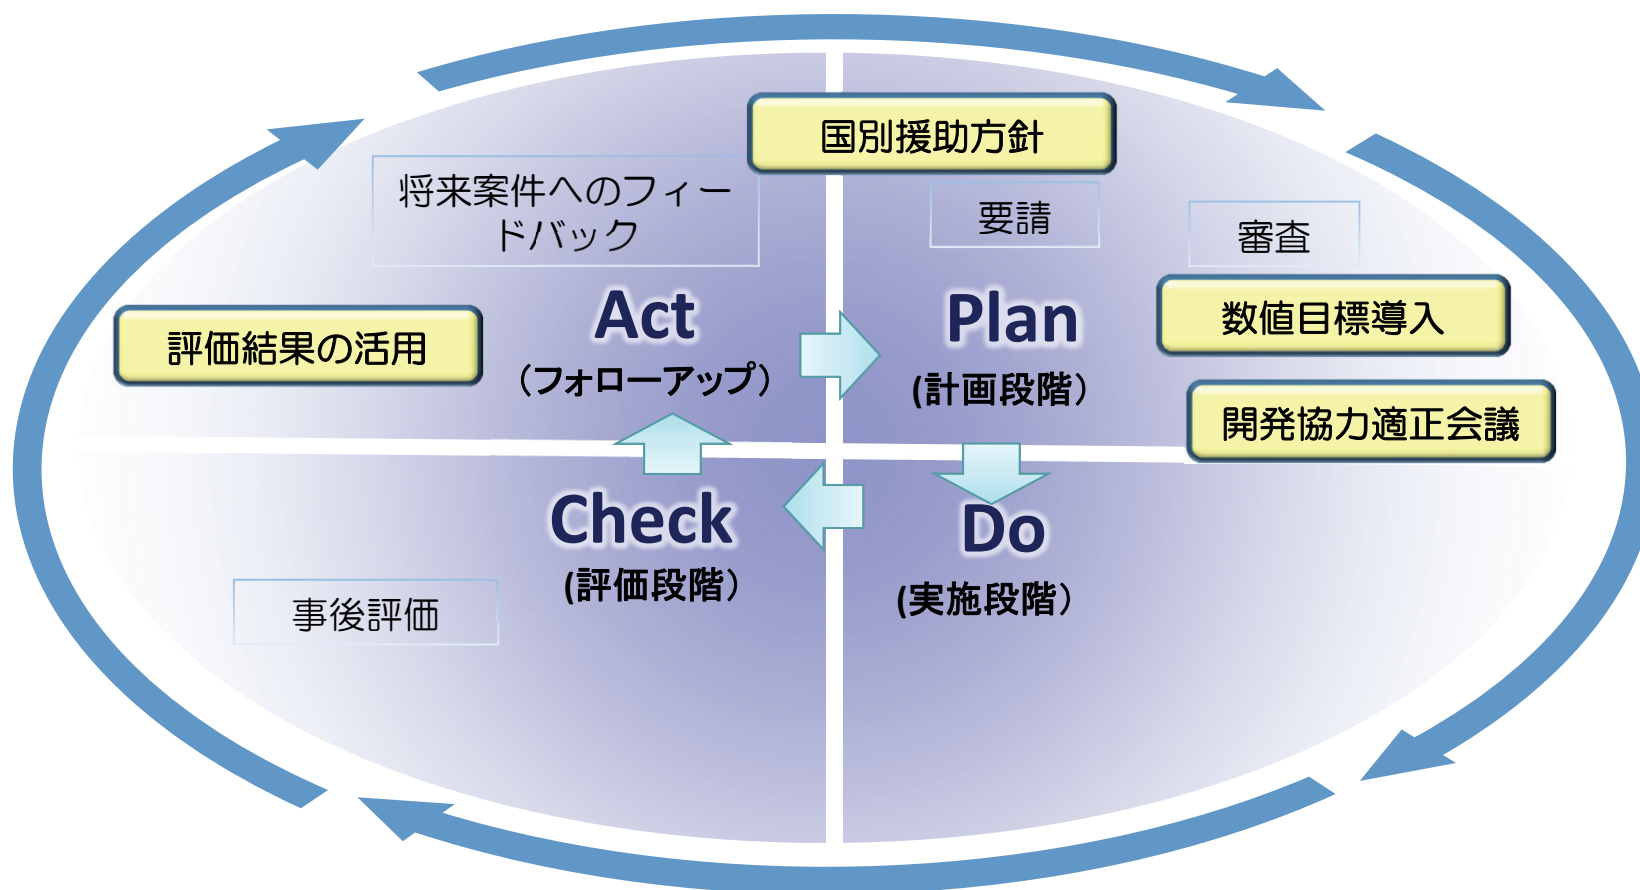 国別援助方針
将来案件へのフィー
ドバック
要請
審査
Act
(フォローアップ)
Plan
(計画段階)
数値目標導入
評価結果の活用
開発協力適正会議
Check
(評価段階)
Do
(実施段階)
事後評価